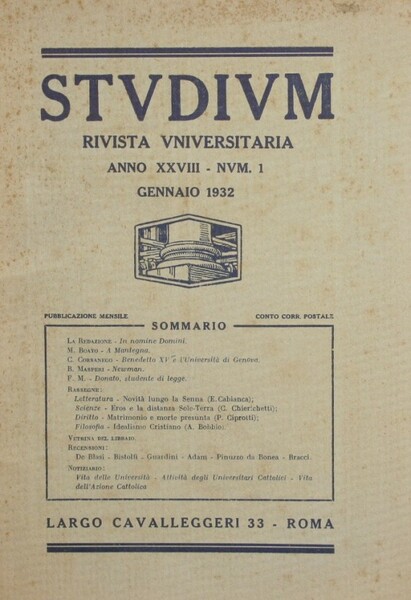 STVDIVM
RIVISTA VNIVERSITARIA
ANNO XXVIII - NVM. 1
GENNAIO 1932
PUBBLICAZIONE MENSILE
CONTO CORR. POSTALE
SOMMARIO
LA REDAZIONE - In nomine Domini.
M. BOATO - A Mantegna.
C. CORNANEGO - Benedetto XV e l'Università di Genova.
R. MASPERI - Newman.
F. M. - Donato, studente di legge.
RASSEGNE:
Letteratura - Novità lungo la Senna (E. Cabianca);
Scienze - Eros e la distanza Sole-Terra (G. Chierichetti);
Diritto - Matrimonio e morte presunta (P. Ciprotti);
Filosofia - Idealismo Cristiano (A. Bobbio).
VETRINA DEL LIBRAIO.
RECENSIONI:
De Blasi - Bistolfi - Guardini - Adam - Pinuzzo da Bonea - Bracci.
NOTIZIARIO:
Vita delle Università - Attività degli Universitari Cattolici - Vita
dell'Azione Cattolica
LARGO CAVALLEGGERI 33 - ROMA